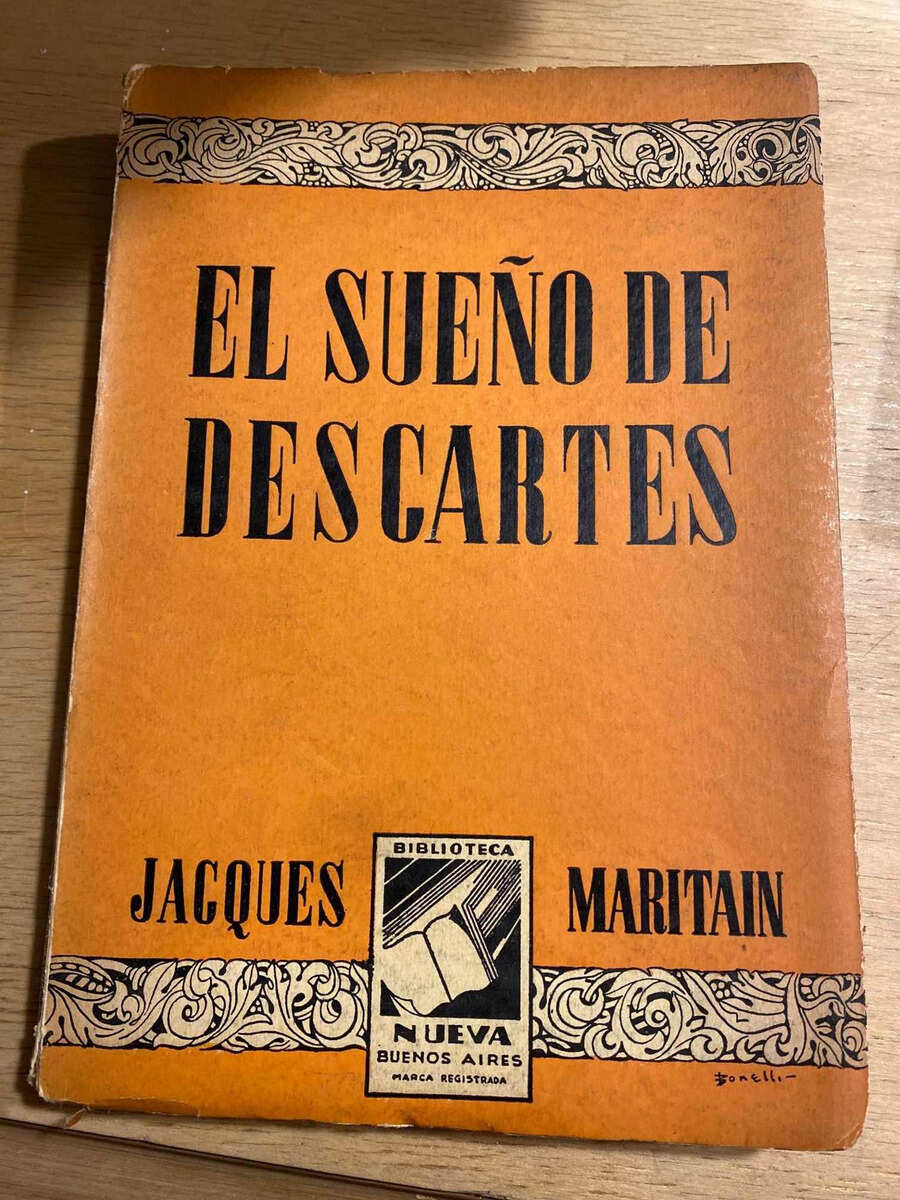 EL SUEÑO DE
DESCARTES
JACQUES MARITAIN
BIBLIOTECA
NUEVA
BUENOS AIRES
MARCA REGISTRADA
Bonelli